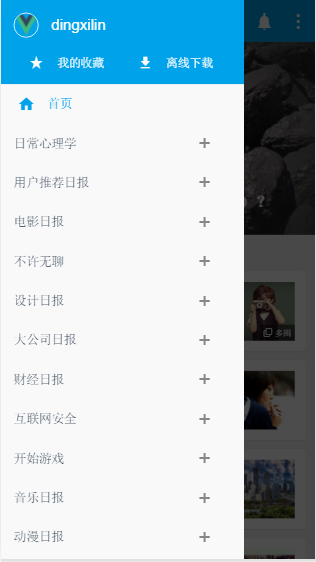 dingxilin
我的收藏 离线下载
首页
日常心理学
用户推荐日报
电影日报
不许无聊
设计日报
大公司日报
财经日报
互联网安全
开始游戏
音乐日报
动漫日报
？
多图